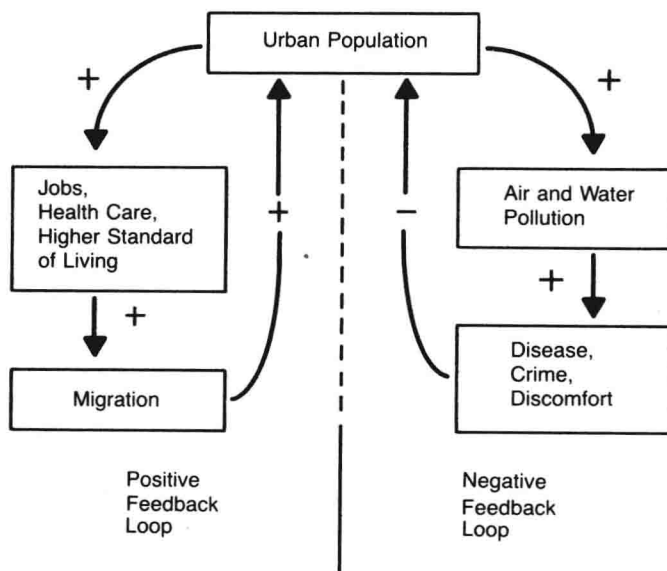 Urban Population
+
+
Jobs,
Health Care,
Higher Standard
of Living
+
−
Air and Water
Pollution
+
+
Migration
Disease,
Crime,
Discomfort
Positive
Feedback
Loop
Negative
Feedback
Loop